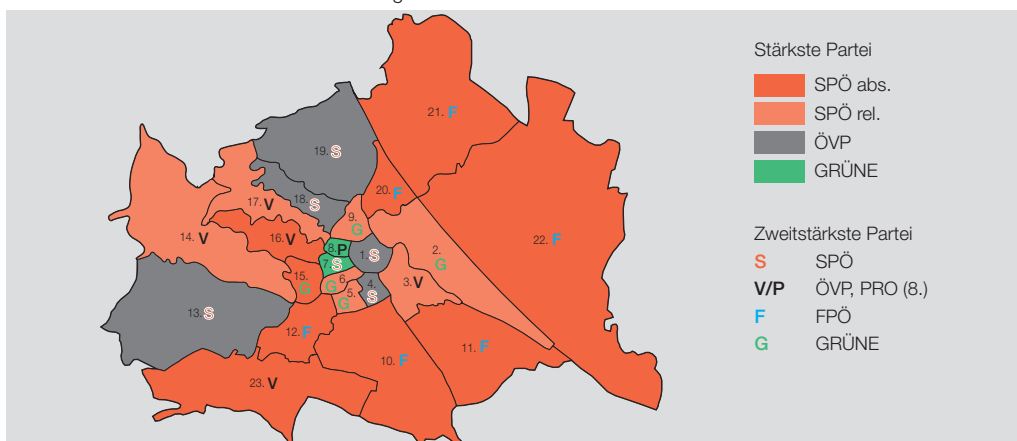 g
21. F
19. S
20. F
18. S
17. V
9. G
16. V
14. V
8. P
22. F
2. G
1. S
7. S
15. G
6. G
3. V
4. S
5. G
13. S
12. F
11. F
10. F
23. V
Stärkste Partei
SPÖ abs.
SPÖ rel.
ÖVP
GRÜNE
Zweitstärkste Partei
S SPÖ
V/P ÖVP, PRO (8.)
F FPÖ
G GRÜNE